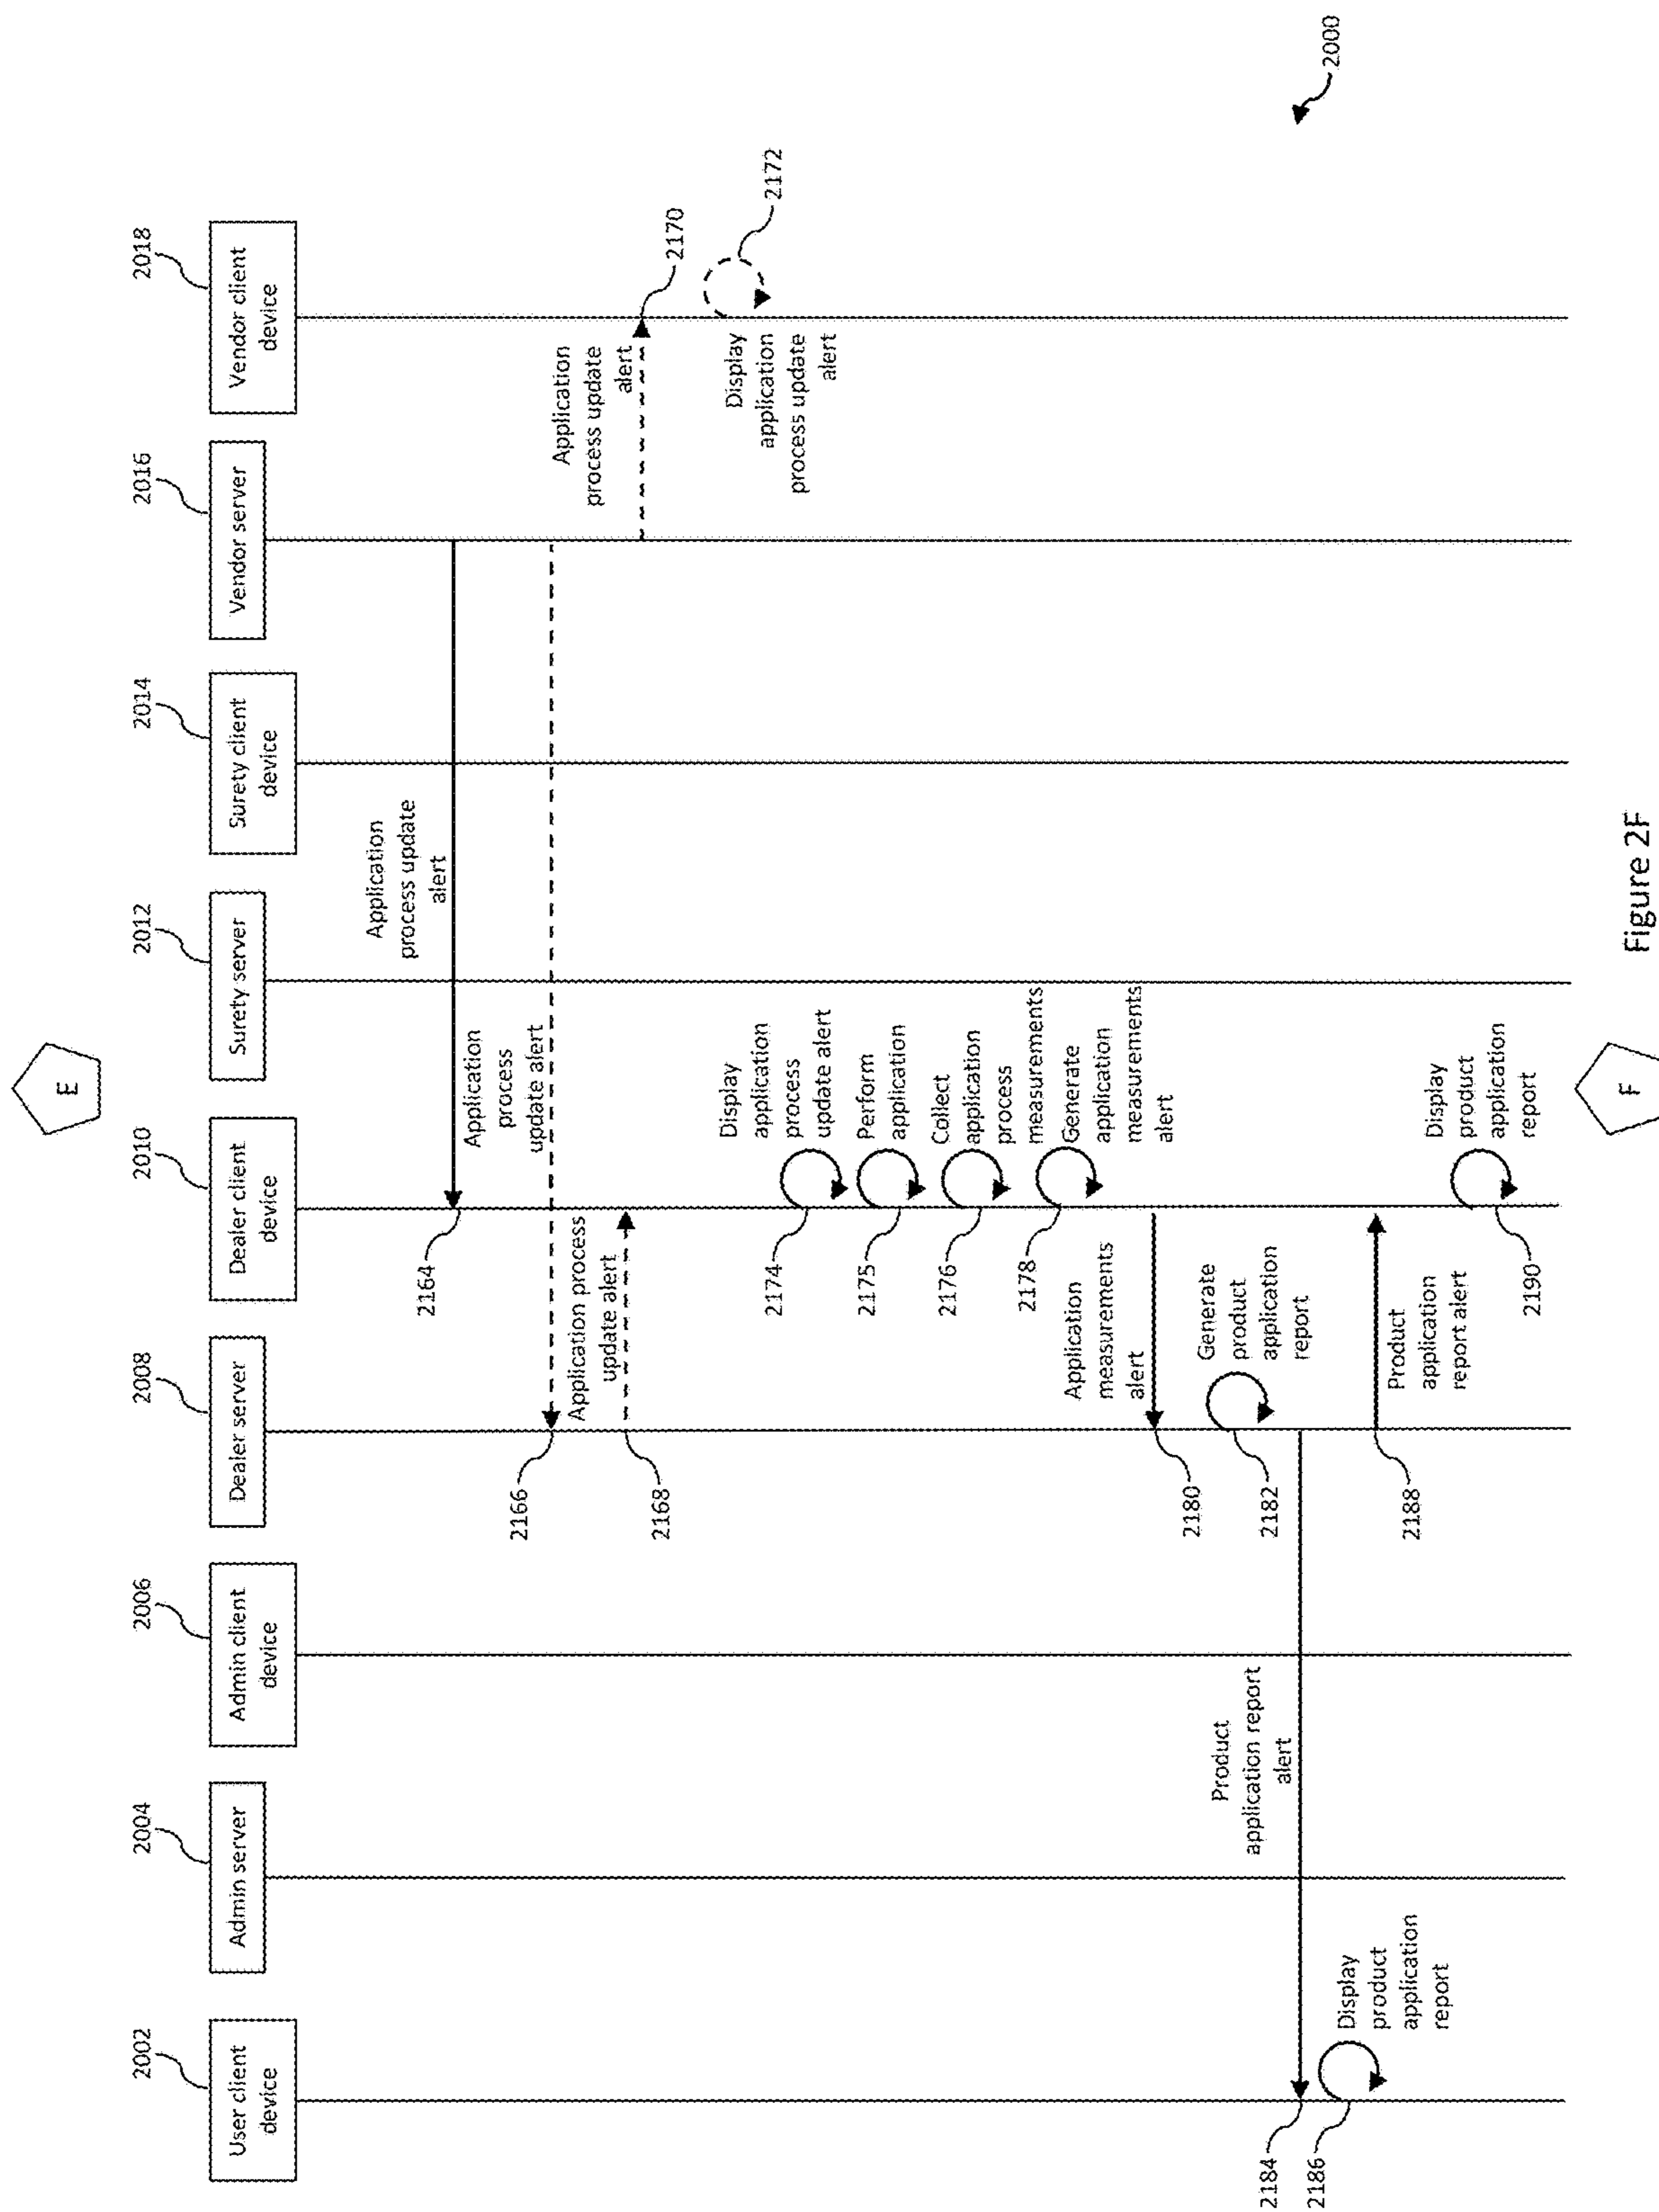 E
2002
2004
2006
2008
2010
2012
2014
2016
2018
User client
device
Admin server
Admin client
device
Dealer server
Dealer client
device
Surety server
Surety client
device
Vendor server
Vendor client
device
Application
process update
alert
2164
Application
process
update alert
2166
Application process
update alert
2168
Application
process update
alert
2170
Display
application
process update
alert
2172
Display
application
process
update alert
2174
Perform
application
2175
Collect
application
process
measurements
2176
Generate
application
measurements
alert
2178
Application
measurements
alert
2180
Generate
product
application
report
2182
Product
application report
alert
2184
Display
product
application
report
2186
Product
application
report alert
2188
Display
product
application
report
2190
2000
F
Figure 2F